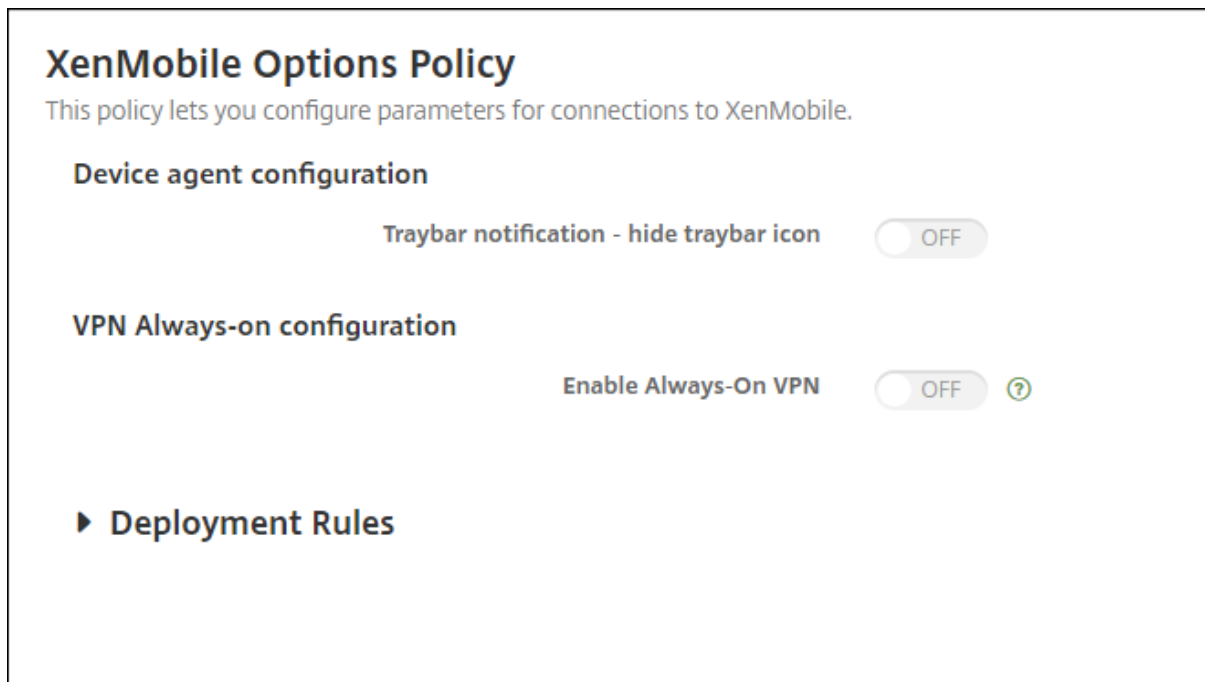 XenMobile Options Policy
This policy lets you configure parameters for connections to XenMobile.
Device agent configuration
Traybar notification - hide traybar icon OFF
VPN Always-on configuration
Enable Always-On VPN OFF ?
Deployment Rules